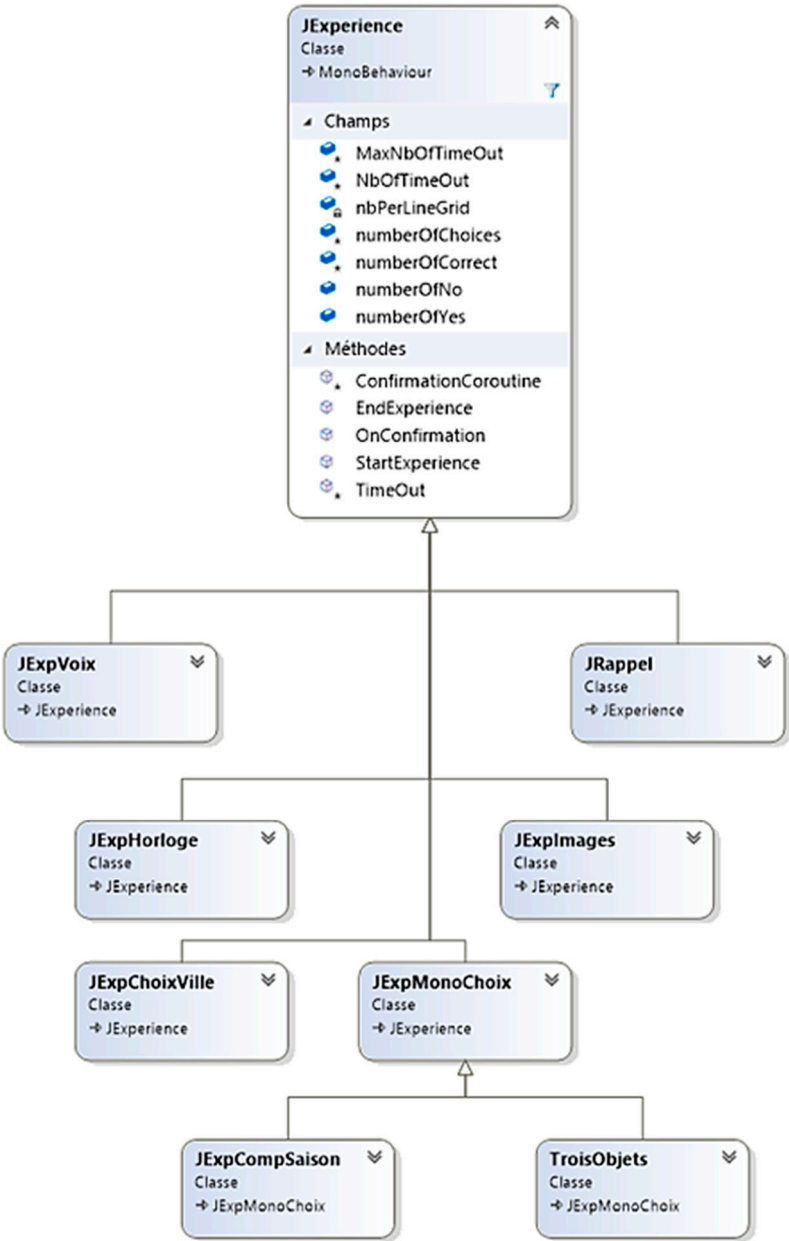 JExperience
Classe
MonoBehaviour
Champs
MaxNbOfTimeOut
NbOfTimeOut
nbPerLineGrid
numberOfChoices
numberOfCorrect
numberOfNo
numberOfYes
Méthodes
ConfirmationCoroutine
EndExperience
OnConfirmation
StartExperience
TimeOut
JExpVoix
Classe
JExperience
JRappel
Classe
JExperience
JExpHorloge
Classe
JExperience
JExpImages
Classe
JExperience
JExpChoixVille
Classe
JExperience
JExpMonoChoix
Classe
JExperience
JExpCompSaison
Classe
JExpMonoChoix
TroisObjets
Classe
JExpMonoChoix